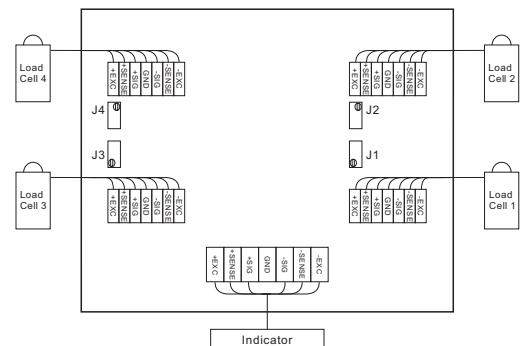 Load
Cell 4
+EXC
+SENSE
+SIG
GND
-SIG
-SENSE
-EXC
+EXC
+SENSE
+SIG
GND
-SIG
-SENSE
-EXC
Load
Cell 2
J4
J2
J3
J1
Load
Cell 3
+EXC
+SENSE
+SIG
GND
-SIG
-SENSE
-EXC
+EXC
+SENSE
+SIG
GND
-SIG
-SENSE
-EXC
Load
Cell 1
+EXC
+SENSE
+SIG
GND
-SIG
-SENSE
-EXC
Indicator